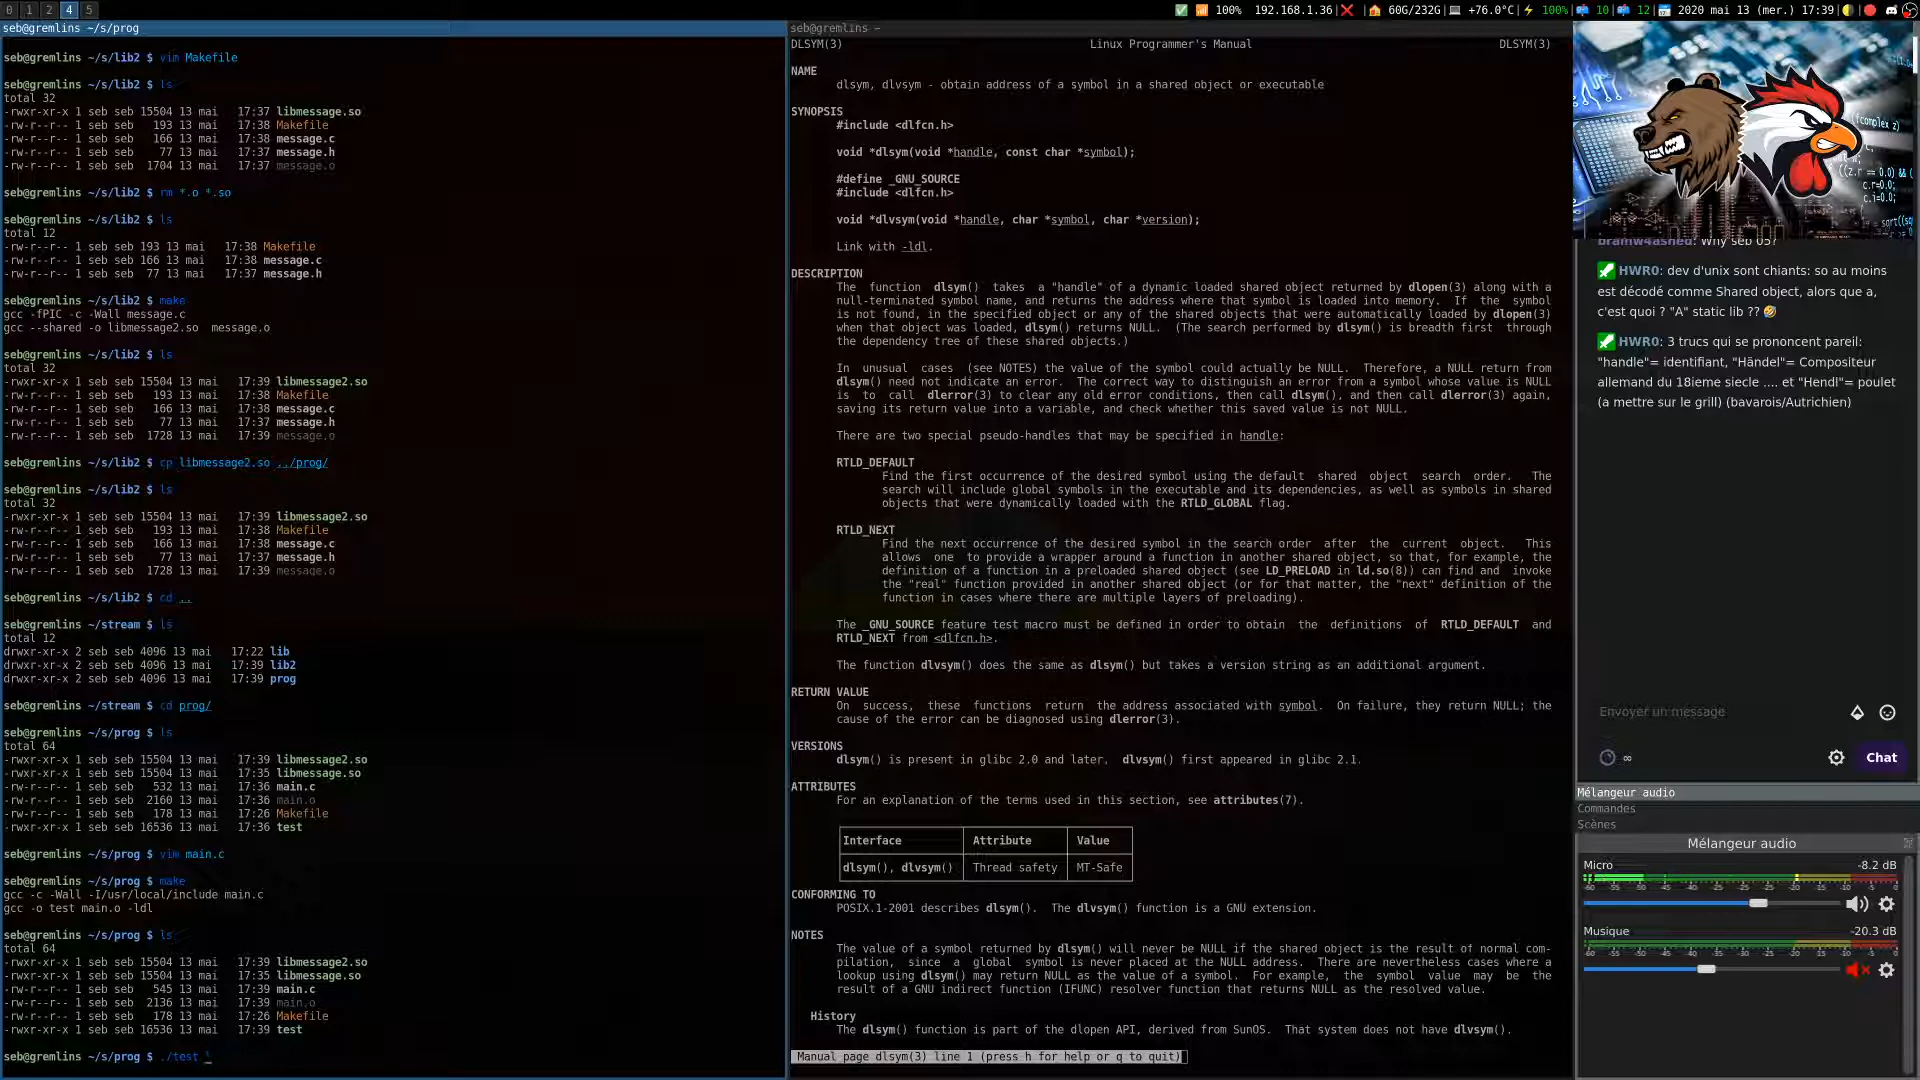 0 1 2 4 5
100% 192.168.1.36 | 60G/232G | +76.0°C | 100% | 10 | 12 | 2020 mai 13 (mer.) 17:39
seb@gremlins ~/s/prog
seb@gremlins ~/s/lib2 $ vim Makefile
seb@gremlins ~/s/lib2 $ ls
total 32
-rwxr-xr-x 1 seb seb 15504 13 mai 17:37 libmessage.so
-rw-r--r-- 1 seb seb 193 13 mai 17:38 Makefile
-rw-r--r-- 1 seb seb 166 13 mai 17:38 message.c
-rw-r--r-- 1 seb seb 77 13 mai 17:37 message.h
-rw-r--r-- 1 seb seb 1704 13 mai 17:37 message.o
seb@gremlins ~/s/lib2 $ rm *.o *.so
seb@gremlins ~/s/lib2 $ ls
total 12
-rw-r--r-- 1 seb seb 193 13 mai 17:38 Makefile
-rw-r--r-- 1 seb seb 166 13 mai 17:38 message.c
-rw-r--r-- 1 seb seb 77 13 mai 17:37 message.h
seb@gremlins ~/s/lib2 $ make
gcc -fPIC -c -Wall message.c
gcc --shared -o libmessage2.so message.o
seb@gremlins ~/s/lib2 $ ls
total 32
-rwxr-xr-x 1 seb seb 15504 13 mai 17:39 libmessage2.so
-rw-r--r-- 1 seb seb 193 13 mai 17:38 Makefile
-rw-r--r-- 1 seb seb 166 13 mai 17:38 message.c
-rw-r--r-- 1 seb seb 77 13 mai 17:37 message.h
-rw-r--r-- 1 seb seb 1728 13 mai 17:39 message.o
seb@gremlins ~/s/lib2 $ cp libmessage2.so ../prog/
seb@gremlins ~/s/lib2 $ ls
total 32
-rwxr-xr-x 1 seb seb 15504 13 mai 17:39 libmessage2.so
-rw-r--r-- 1 seb seb 193 13 mai 17:38 Makefile
-rw-r--r-- 1 seb seb 166 13 mai 17:38 message.c
-rw-r--r-- 1 seb seb 77 13 mai 17:37 message.h
-rw-r--r-- 1 seb seb 1728 13 mai 17:39 message.o
seb@gremlins ~/s/lib2 $ cd ..
seb@gremlins ~/stream $ ls
total 12
drwxr-xr-x 2 seb seb 4096 13 mai 17:22 lib
drwxr-xr-x 2 seb seb 4096 13 mai 17:39 lib2
drwxr-xr-x 2 seb seb 4096 13 mai 17:39 prog
seb@gremlins ~/stream $ cd prog/
seb@gremlins ~/s/prog $ ls
total 64
-rwxr-xr-x 1 seb seb 15504 13 mai 17:39 libmessage2.so
-rwxr-xr-x 1 seb seb 15504 13 mai 17:35 libmessage.so
-rw-r--r-- 1 seb seb 532 13 mai 17:36 main.c
-rw-r--r-- 1 seb seb 2160 13 mai 17:36 main.o
-rw-r--r-- 1 seb seb 178 13 mai 17:26 Makefile
-rwxr-xr-x 1 seb seb 16536 13 mai 17:36 test
seb@gremlins ~/s/prog $ vim main.c
seb@gremlins ~/s/prog $ make
gcc -c -Wall -I/usr/local/include main.c
gcc -o test main.o -ldl
seb@gremlins ~/s/prog $ ls
total 64
-rwxr-xr-x 1 seb seb 15504 13 mai 17:39 libmessage2.so
-rwxr-xr-x 1 seb seb 15504 13 mai 17:35 libmessage.so
-rw-r--r-- 1 seb seb 545 13 mai 17:39 main.c
-rw-r--r-- 1 seb seb 2136 13 mai 17:39 main.o
-rw-r--r-- 1 seb seb 178 13 mai 17:26 Makefile
-rwxr-xr-x 1 seb seb 16536 13 mai 17:39 test
seb@gremlins ~/s/prog $ ./test _
seb@gremlins ~
DLSYM(3) Linux Programmer's Manual DLSYM(3)
NAME
dlsym, dlvsym - obtain address of a symbol in a shared object or executable
SYNOPSIS
#include <dlfcn.h>
void *dlsym(void *handle, const char *symbol);
#define _GNU_SOURCE
#include <dlfcn.h>
void *dlvsym(void *handle, char *symbol, char *version);
Link with -ldl.
DESCRIPTION
The function dlsym() takes a "handle" of a dynamic loaded shared object returned by dlopen(3) along with a
null-terminated symbol name, and returns the address where that symbol is loaded into memory. If the symbol
is not found, in the specified object or any of the shared objects that were automatically loaded by dlopen(3)
when that object was loaded, dlsym() returns NULL. (The search performed by dlsym() is breadth first through
the dependency tree of these shared objects.)
In unusual cases (see NOTES) the value of the symbol could actually be NULL. Therefore, a NULL return from
dlsym() need not indicate an error. The correct way to distinguish an error from a symbol whose value is NULL
is to call dlerror(3) to clear any old error conditions, then call dlsym(), and then call dlerror(3) again,
saving its return value into a variable, and check whether this saved value is not NULL.
There are two special pseudo-handles that may be specified in handle:
RTLD_DEFAULT
Find the first occurrence of the desired symbol using the default shared object search order. The
search will include global symbols in the executable and its dependencies, as well as symbols in shared
objects that were dynamically loaded with the RTLD_GLOBAL flag.
RTLD_NEXT
Find the next occurrence of the desired symbol in the search order after the current object. This
allows one to provide a wrapper around a function in another shared object, so that, for example, the
definition of a function in a preloaded shared object (see LD_PRELOAD in ld.so(8)) can find and invoke
the "real" function provided in another shared object (or for that matter, the "next" definition of the
function in cases where there are multiple layers of preloading).
The _GNU_SOURCE feature test macro must be defined in order to obtain the definitions of RTLD_DEFAULT and
RTLD_NEXT from <dlfcn.h>.
The function dlvsym() does the same as dlsym() but takes a version string as an additional argument.
RETURN VALUE
On success, these functions return the address associated with symbol. On failure, they return NULL; the
cause of the error can be diagnosed using dlerror(3).
VERSIONS
dlsym() is present in glibc 2.0 and later. dlvsym() first appeared in glibc 2.1.
ATTRIBUTES
For an explanation of the terms used in this section, see attributes(7).
Interface Attribute Value
dlsym(), dlvsym() Thread safety MT-Safe
CONFORMING TO
POSIX.1-2001 describes dlsym(). The dlvsym() function is a GNU extension.
NOTES
The value of a symbol returned by dlsym() will never be NULL if the shared object is the result of normal com-
pilation, since a global symbol is never placed at the NULL address. There are nevertheless cases where a
lookup using dlsym() may return NULL as the value of a symbol. For example, the symbol value may be the
result of a GNU indirect function (IFUNC) resolver function that returns NULL as the resolved value.
History
The dlsym() function is part of the dlopen API, derived from SunOS. That system does not have dlvsym().
Manual page dlsym(3) line 1 (press h for help or q to quit)
(fcomplex z)
((z.r == 0.0) && (
c.r=0.0;
c.i=0.0;
bramw4ashed: Why seb 05?
HWR0: dev d'unix sont chiants: so au moins
est décodé comme Shared object, alors que a,
c'est quoi ? "A" static lib ?? 🤣
HWR0: 3 trucs qui se prononcent pareil:
"handle"= identifiant, "Händel"= Compositeur
allemand du 18ieme siecle .... et "Hendl"= poulet
(a mettre sur le grill) (bavarois/Autrichien)
Envoyer un message
∞ Chat
Mélangeur audio
Commandes
Scènes
Mélangeur audio
Micro -8.2 dB
-60 -55 -50 -45 -40 -35 -30 -25 -20 -15 -10 -5 0
Musique -20.3 dB
-60 -55 -50 -45 -40 -35 -30 -25 -20 -15 -10 -5 0